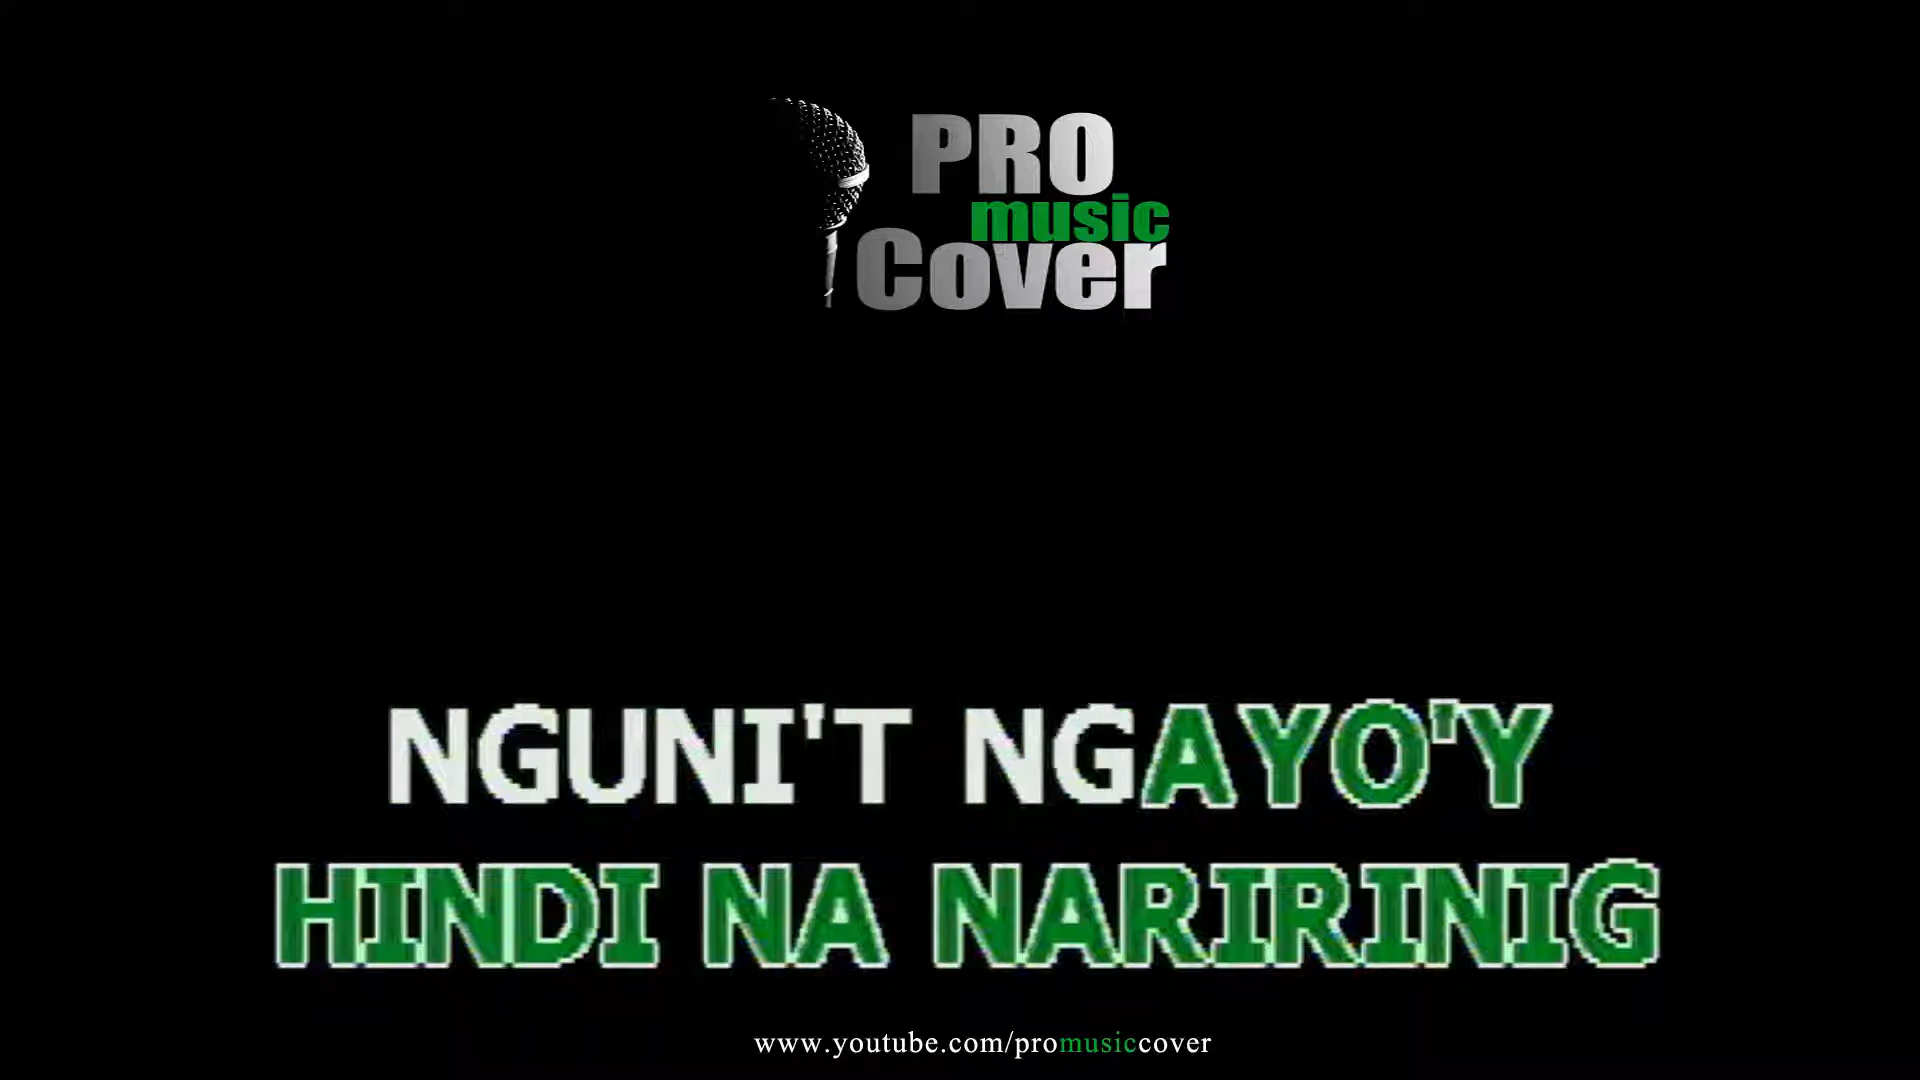 PRO
music
Cover
NGUNI'T NGAYO'Y
HINDI NA NARIRINIG
www.youtube.com/promusiccover